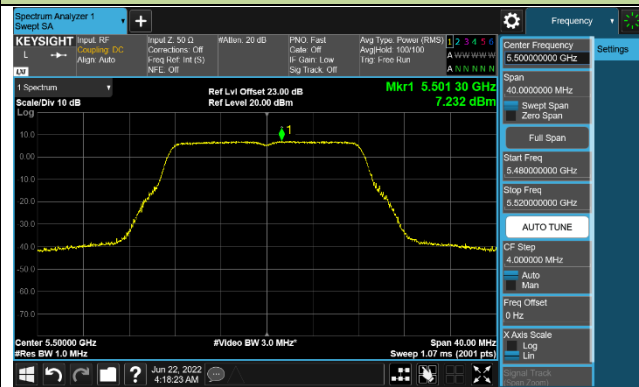 Spectrum Analyzer 1
Swept SA
Frequency
KEYSIGHT
Input: RF
Coupling: DC
Align: Auto
Input Z: 50 Ω
Corrections: Off
Freq Ref: Int (S)
NFE: Off
#Atten: 20 dB
PNO: Fast
Gate: Off
IF Gain: Low
Sig Track: Off
Avg Type: Power (RMS)
Avg|Hold: 100/100
Trig: Free Run
1 2 3 4 5 6
A W W W W W
A N N N N N
L
LXI
1 Spectrum
Scale/Div 10 dB
Ref Lvl Offset 23.00 dB
Ref Level 20.00 dBm
Mkr1 5.501 30 GHz
7.232 dBm
Log
1
10.0
0.00
-10.0
-20.0
-30.0
-40.0
-50.0
-60.0
-70.0
Center 5.50000 GHz
#Res BW 1.0 MHz
#Video BW 3.0 MHz*
Span 40.00 MHz
Sweep 1.07 ms (2001 pts)
Center Frequency
5.500000000 GHz
Settings
Span
40.0000000 MHz
Swept Span
Zero Span
Full Span
Start Freq
5.480000000 GHz
Stop Freq
5.520000000 GHz
AUTO TUNE
CF Step
4.000000 MHz
Auto
Man
Freq Offset
0 Hz
X Axis Scale
Log
Lin
Signal Track
(Span Zoom)
Jun 22, 2022
4:18:23 AM